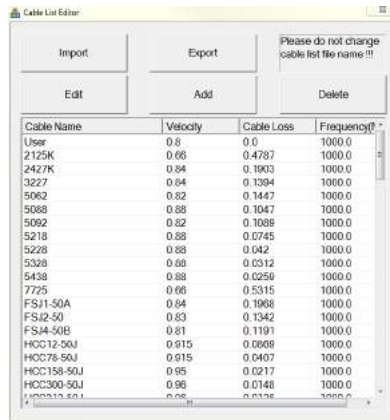 Cable List Editor
Import Export Please do not change
cable list file name !!!
Edit Add Delete
Cable Name Velocity Cable Loss Frequency(
User 0.8 0.0 1000.0
2125K 0.66 0.4787 1000.0
2427K 0.84 0.1903 1000.0
3227 0.84 0.1394 1000.0
5062 0.82 0.1447 1000.0
5088 0.88 0.1047 1000.0
5092 0.82 0.1089 1000.0
5218 0.88 0.0745 1000.0
5228 0.88 0.042 1000.0
5328 0.88 0.0312 1000.0
5438 0.88 0.0259 1000.0
7725 0.66 0.5315 1000.0
FSJ1-50A 0.84 0.1968 1000.0
FSJ2-50 0.83 0.1342 1000.0
FSJ4-50B 0.81 0.1191 1000.0
HCC12-50J 0.915 0.0869 1000.0
HCC78-50J 0.915 0.0407 1000.0
HCC158-50J 0.95 0.0217 1000.0
HCC300-50J 0.96 0.0148 1000.0